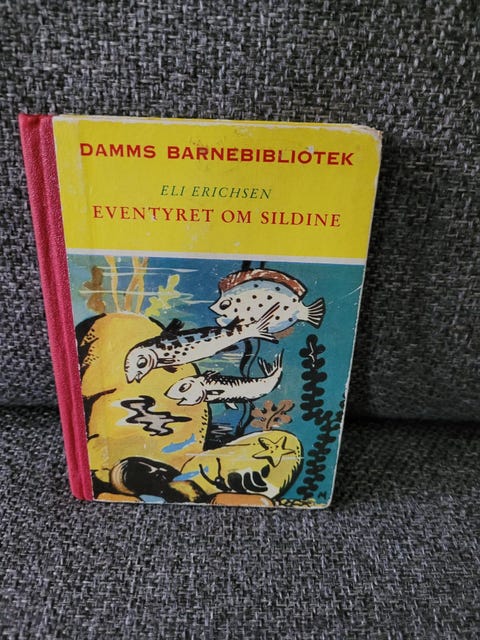 DAMMS BARNEBIBLIOTEK
ELI ERICHSEN
EVENTYRET OM SILDINE